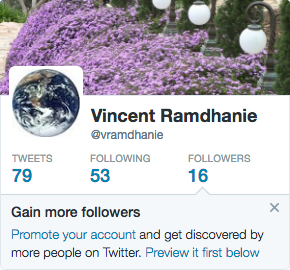 Vincent Ramdhanie
@vramdhanie
TWEETS FOLLOWING FOLLOWERS
79 53 16
Gain more followers
Promote your account and get discovered by
more people on Twitter. Preview it first below